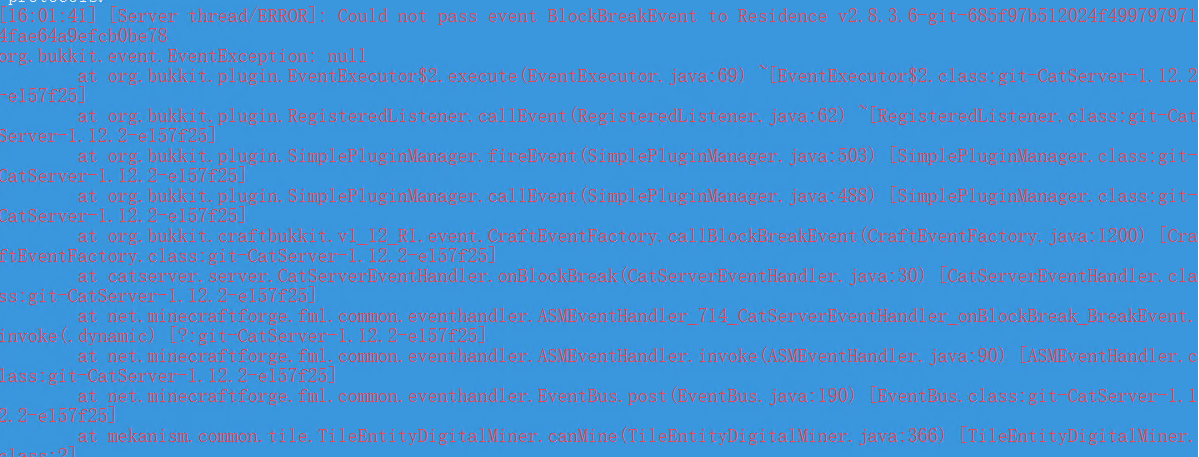 protocols.
[16:01:41] [Server thread/ERROR]: Could not pass event BlockBreakEvent to Residence v2.8.3.6-git-685f97b512024f499797971
4fae64a9efcb0be78
org.bukkit.event.EventException: null
at org.bukkit.plugin.EventExecutor$2.execute(EventExecutor.java:69) ~[EventExecutor$2.class:git-CatServer-1.12.2
-e157f25]
at org.bukkit.plugin.RegisteredListener.callEvent(RegisteredListener.java:62) ~[RegisteredListener.class:git-Cat
Server-1.12.2-e157f25]
at org.bukkit.plugin.SimplePluginManager.fireEvent(SimplePluginManager.java:503) [SimplePluginManager.class:git-
CatServer-1.12.2-e157f25]
at org.bukkit.plugin.SimplePluginManager.callEvent(SimplePluginManager.java:488) [SimplePluginManager.class:git-
CatServer-1.12.2-e157f25]
at org.bukkit.craftbukkit.v1_12_R1.event.CraftEventFactory.callBlockBreakEvent(CraftEventFactory.java:1200) [Cra
ftEventFactory.class:git-CatServer-1.12.2-e157f25]
at catserver.server.CatServerEventHandler.onBlockBreak(CatServerEventHandler.java:30) [CatServerEventHandler.cla
ss:git-CatServer-1.12.2-e157f25]
at net.minecraftforge.fml.common.eventhandler.ASMEventHandler_714_CatServerEventHandler_onBlockBreak_BreakEvent.
invoke(.dynamic) [?:git-CatServer-1.12.2-e157f25]
at net.minecraftforge.fml.common.eventhandler.ASMEventHandler.invoke(ASMEventHandler.java:90) [ASMEventHandler.c
lass:git-CatServer-1.12.2-e157f25]
at net.minecraftforge.fml.common.eventhandler.EventBus.post(EventBus.java:190) [EventBus.class:git-CatServer-1.1
2.2-e157f25]
at mekanism.common.tile.TileEntityDigitalMiner.canMine(TileEntityDigitalMiner.java:366) [TileEntityDigitalMiner.
class:?]